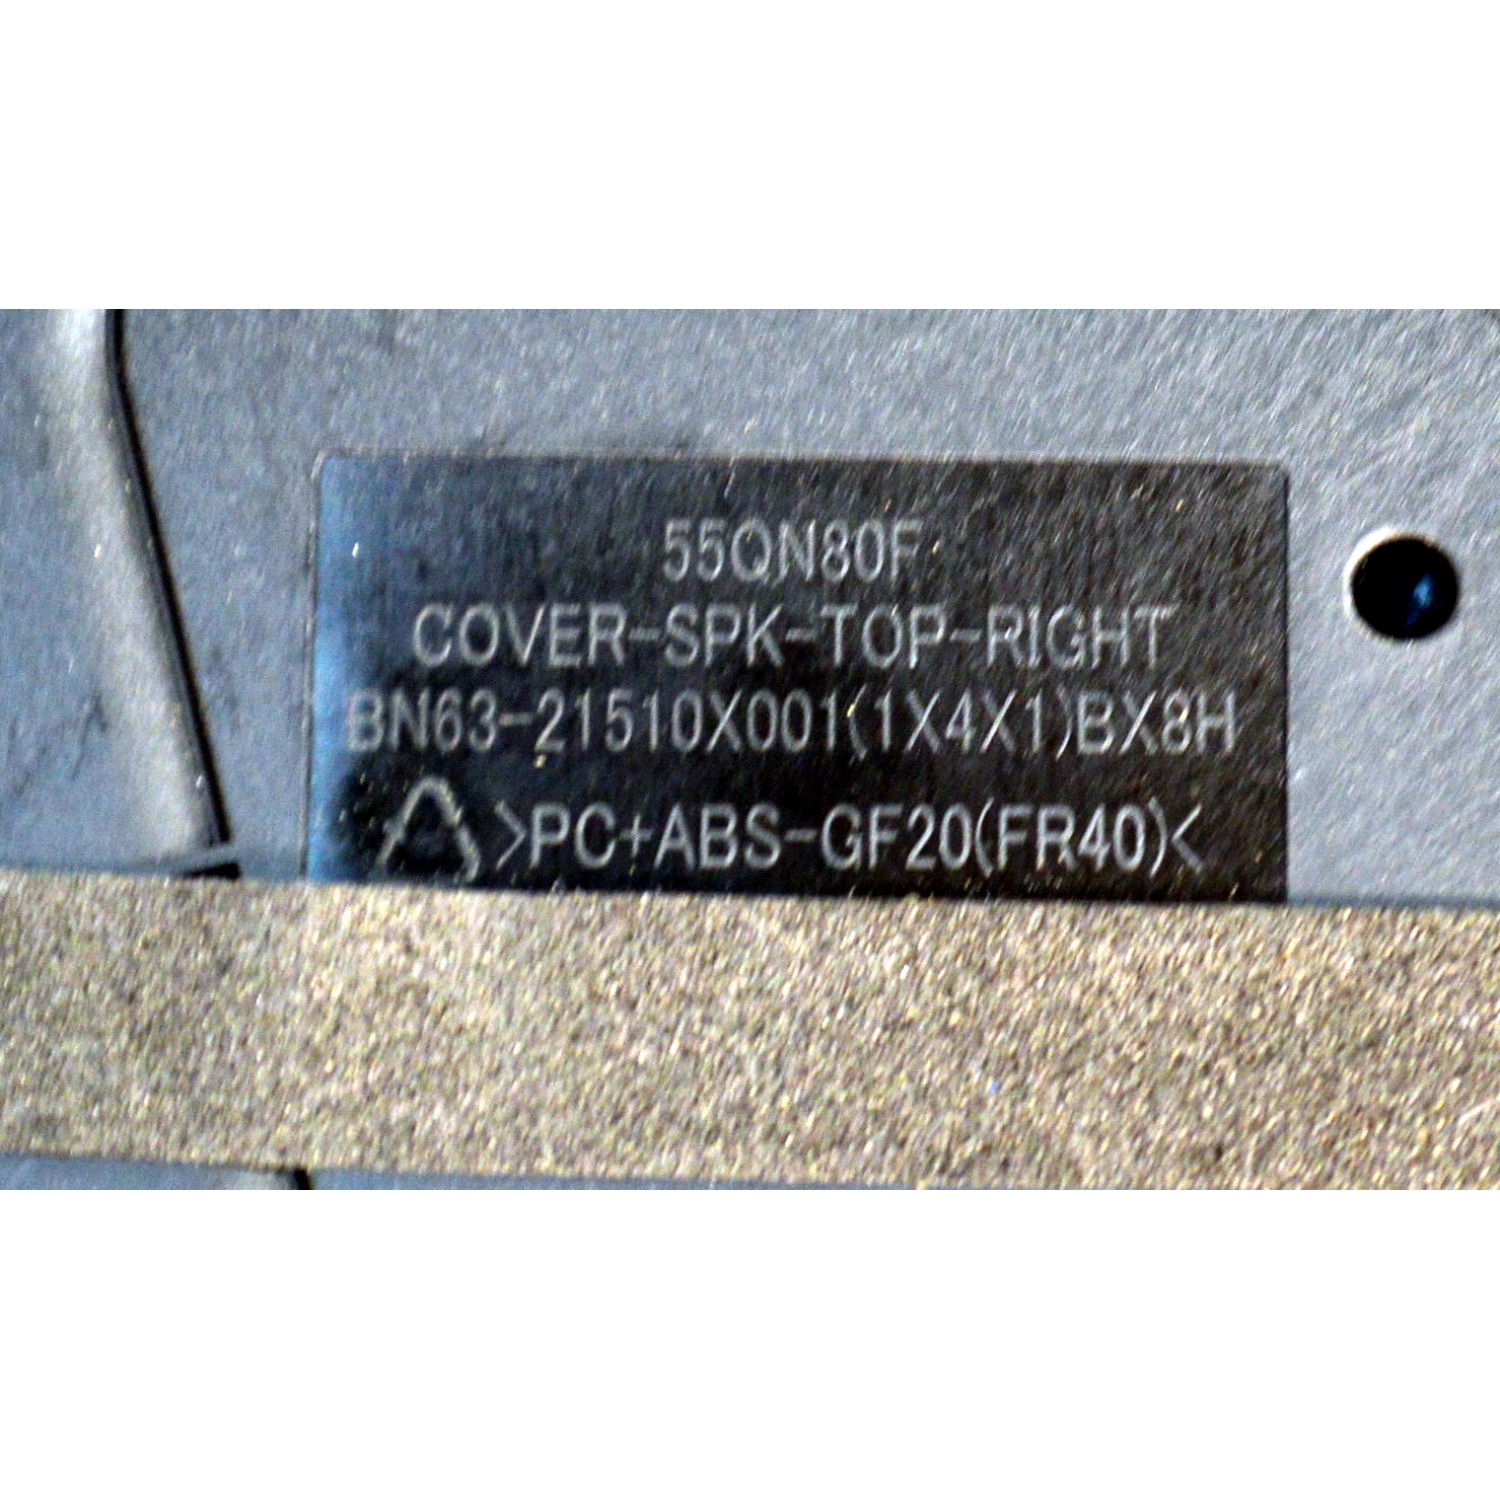 55QN80F
COVER-SPK-TOP-RIGHT
BN63-21510X001(1X4X1)BX8H
>PC+ABS-GF20(FR40)<